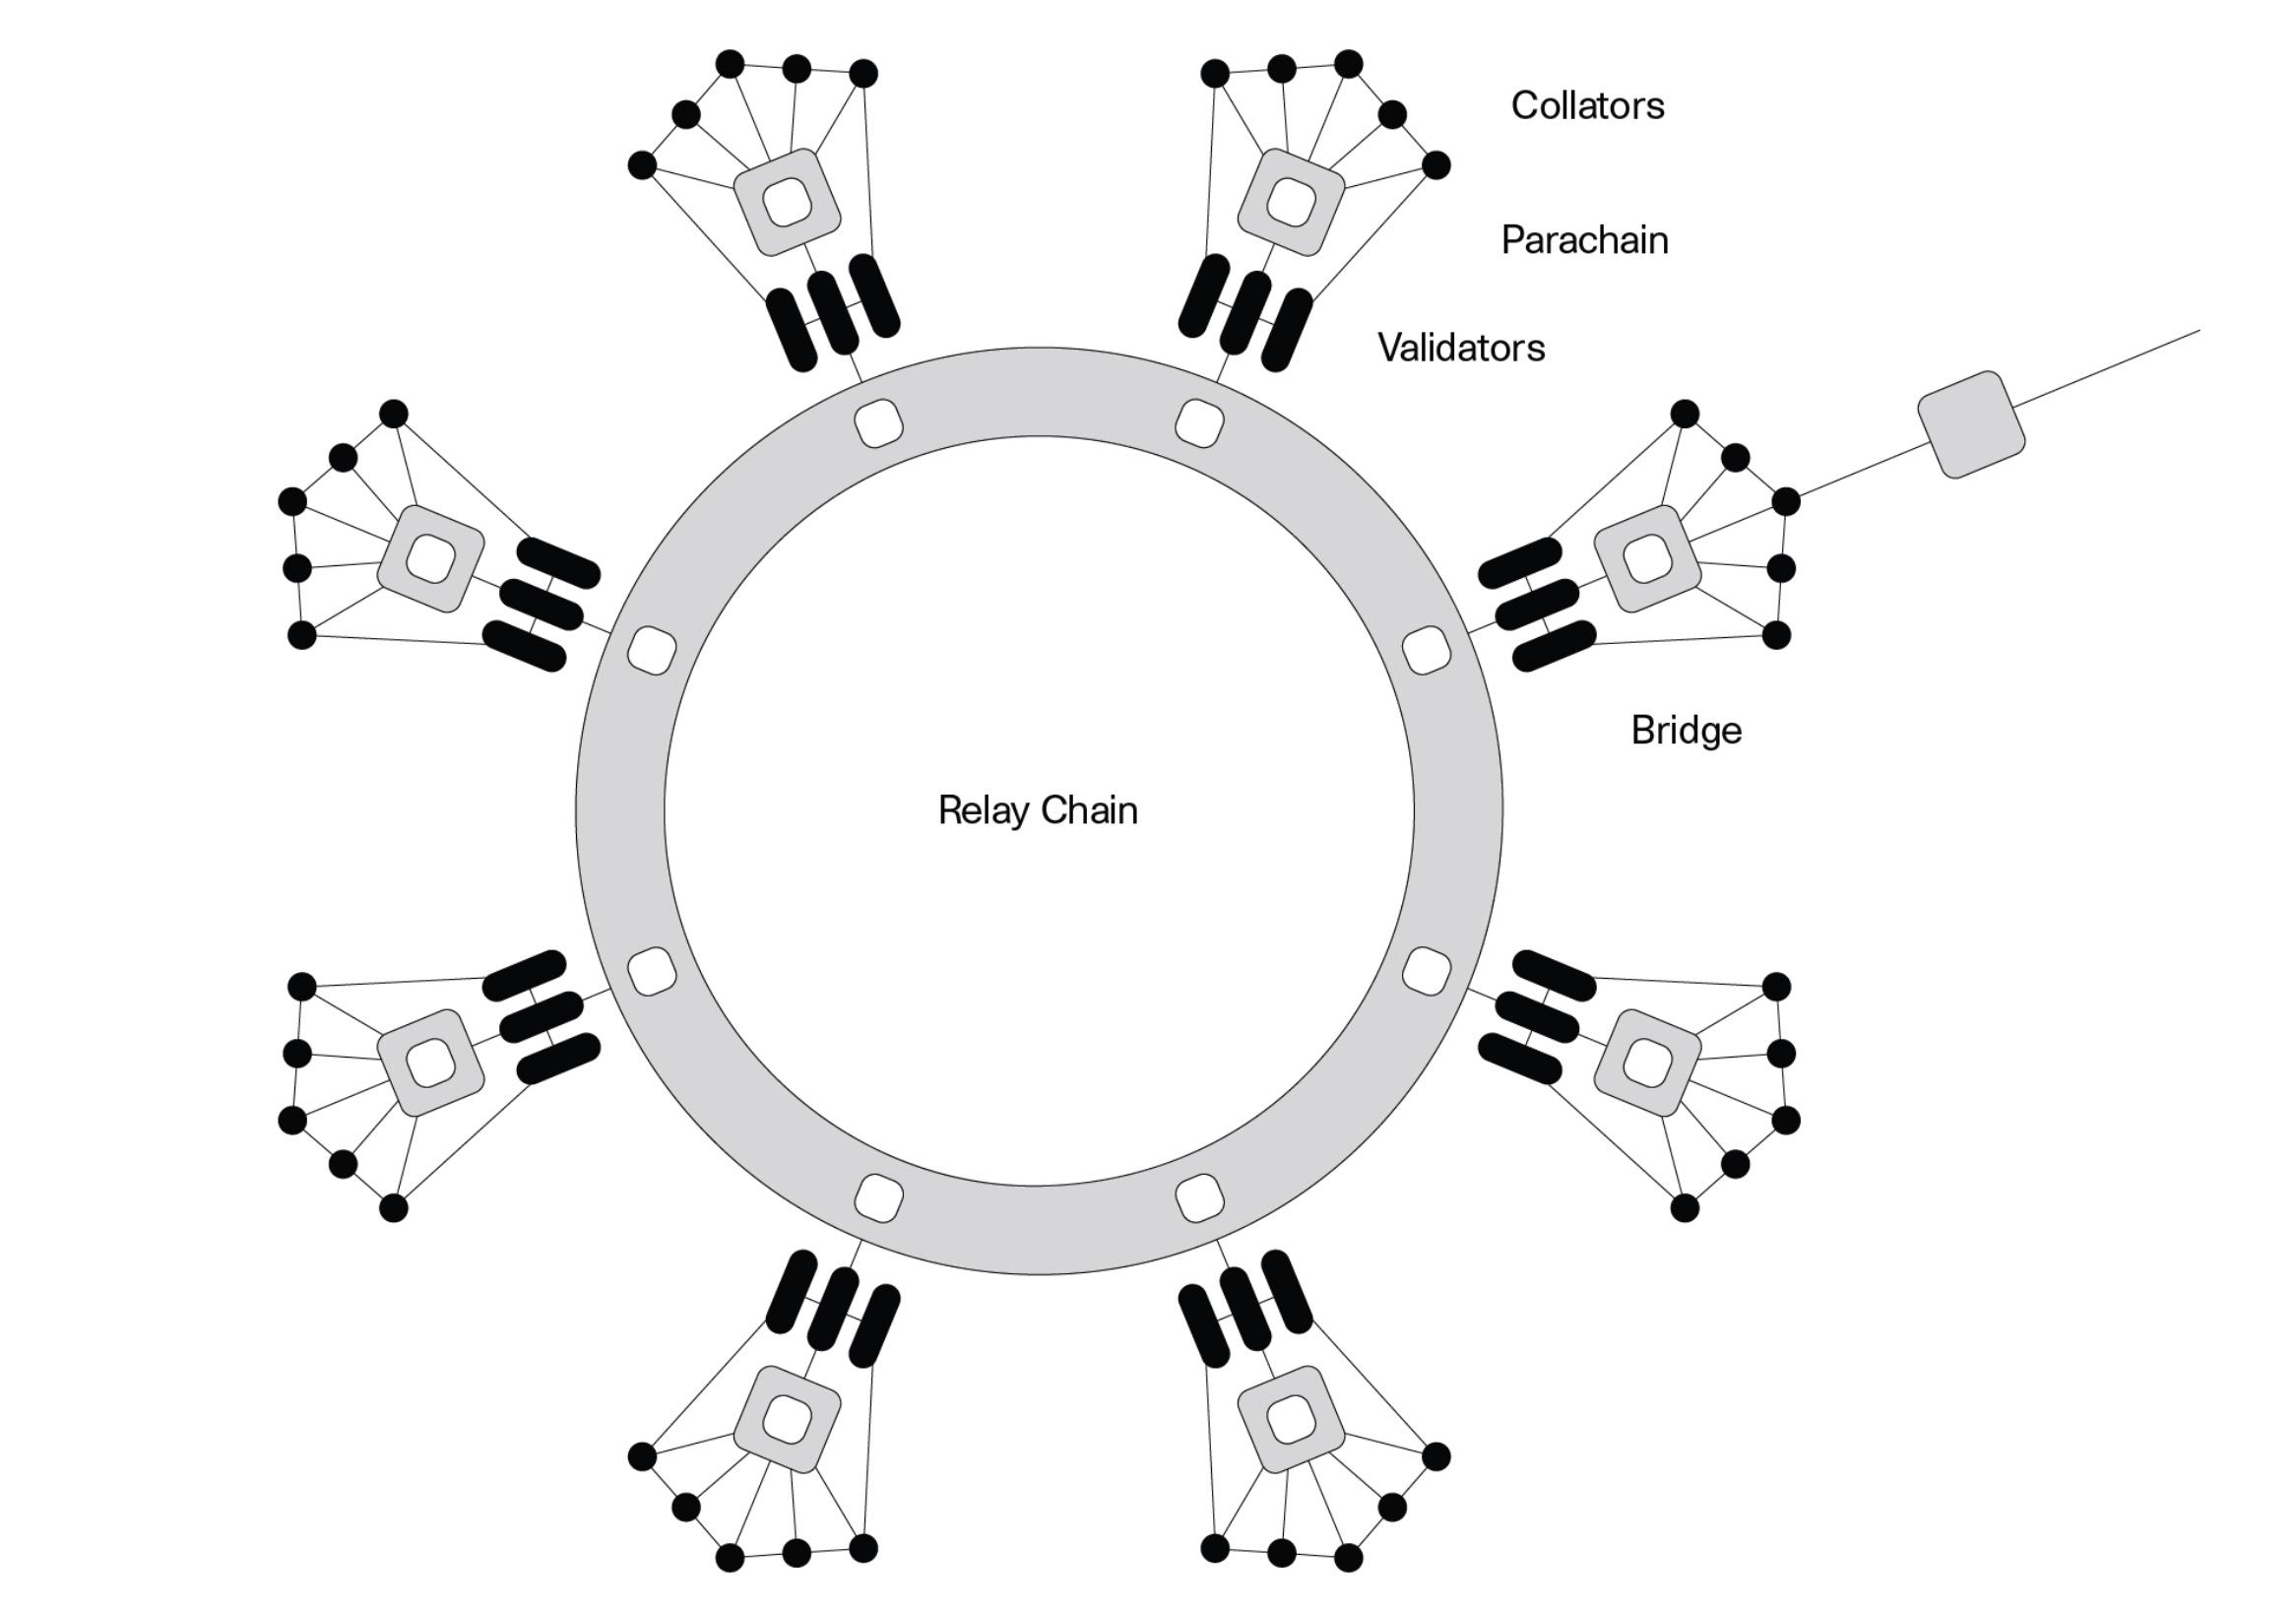 Collators
Parachain
Validators
Bridge
Relay Chain